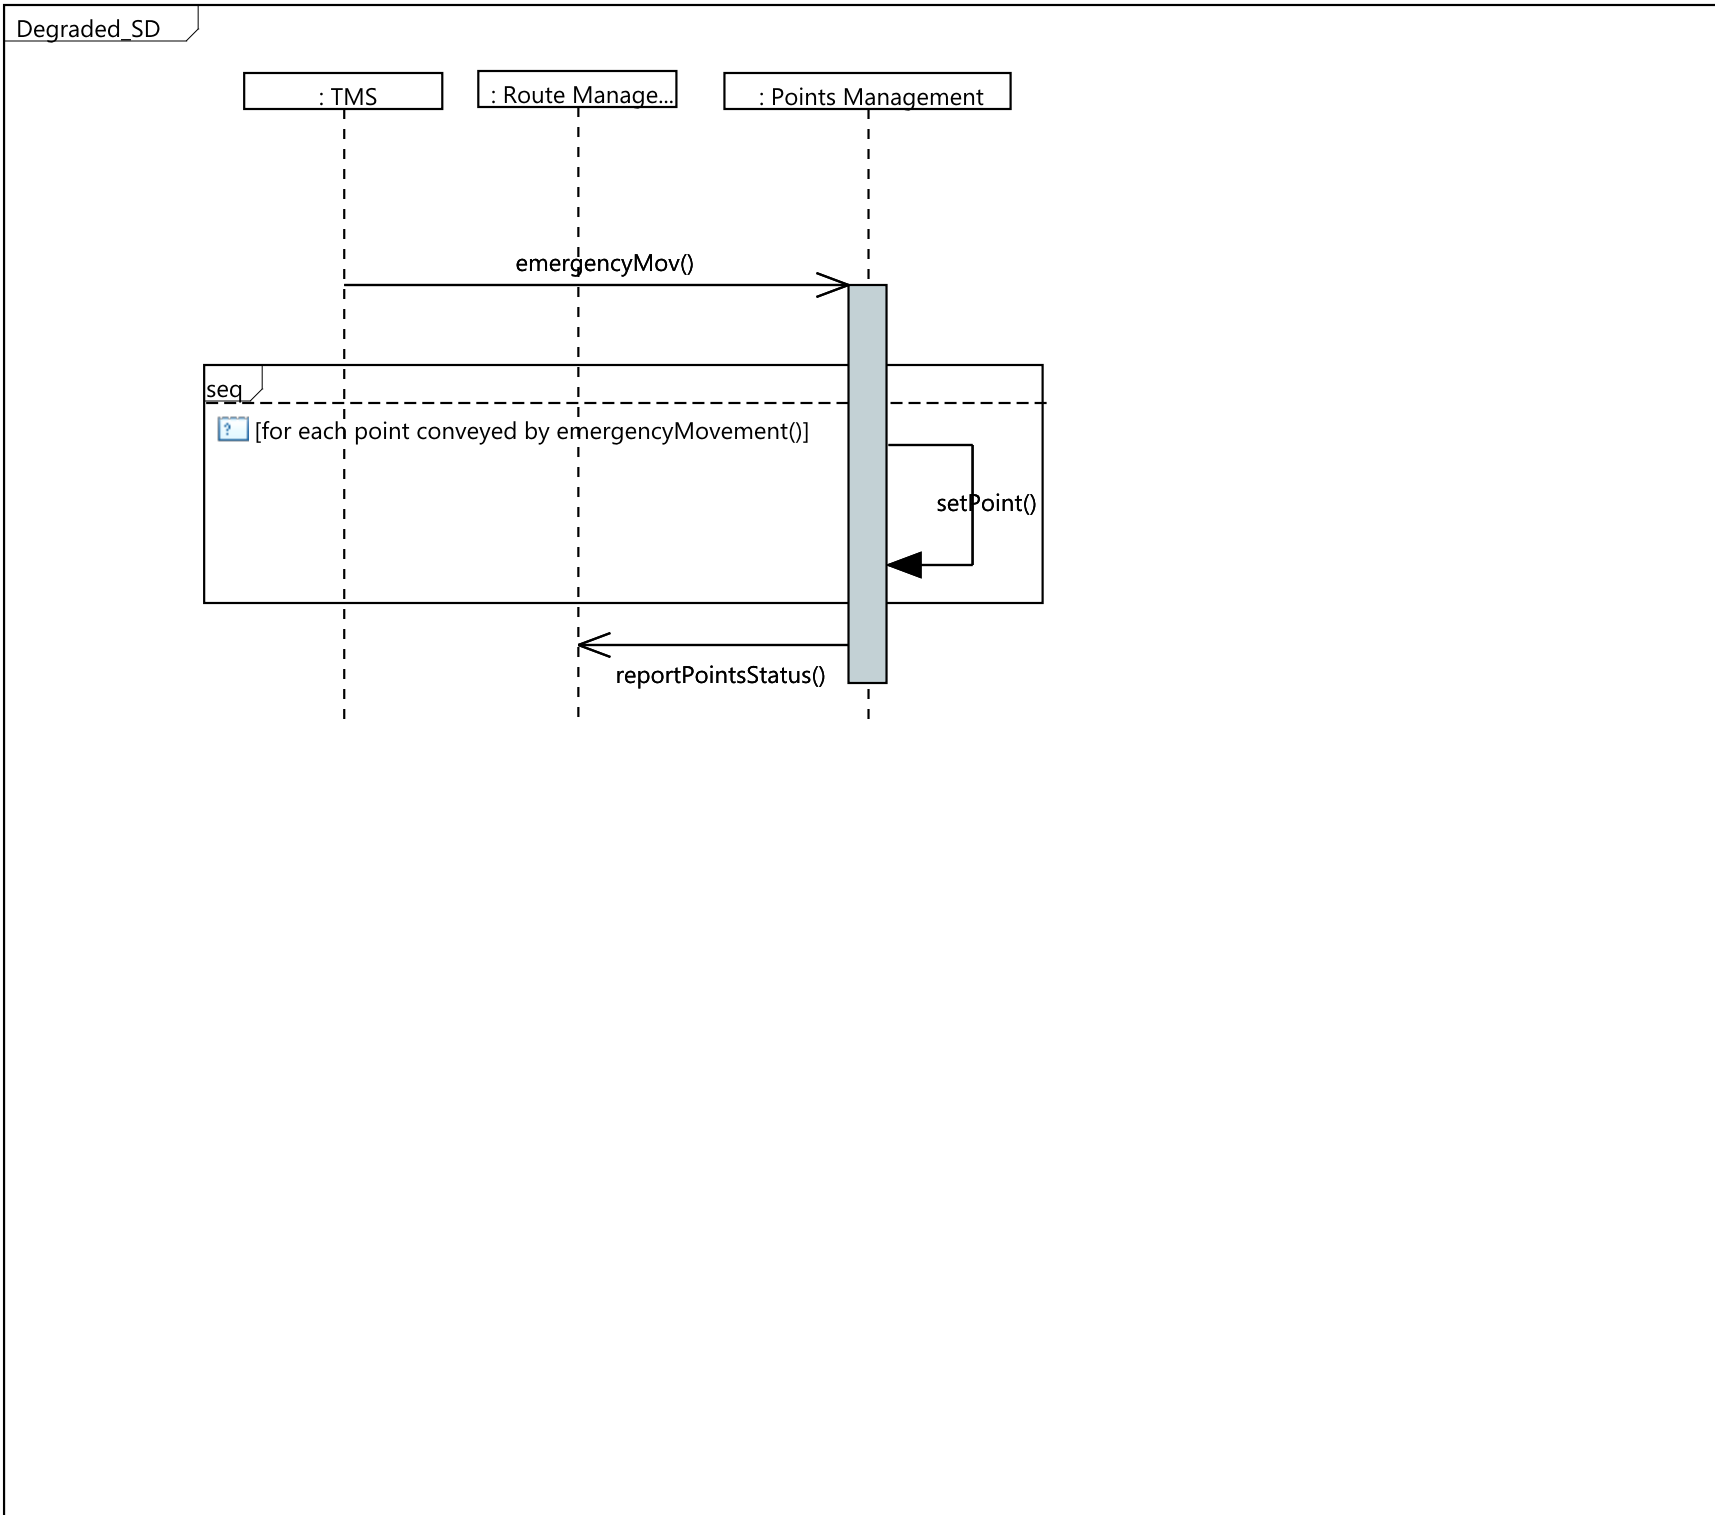 Degraded_SD
: TMS
: Route Manage...
: Points Management
emergencyMov()
seq
[for each point conveyed by emergencyMovement()]
setPoint()
reportPointsStatus()